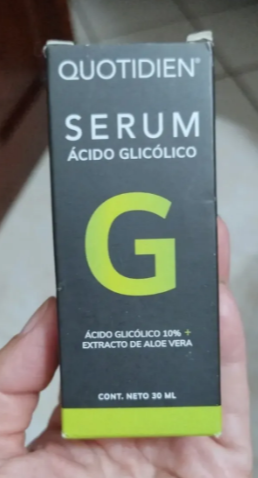 QUOTIDIEN®
SERUM
ÁCIDO GLICÓLICO
G
ÁCIDO GLICÓLICO 10% +
EXTRACTO DE ALOE VERA
CONT. NETO 30 ML